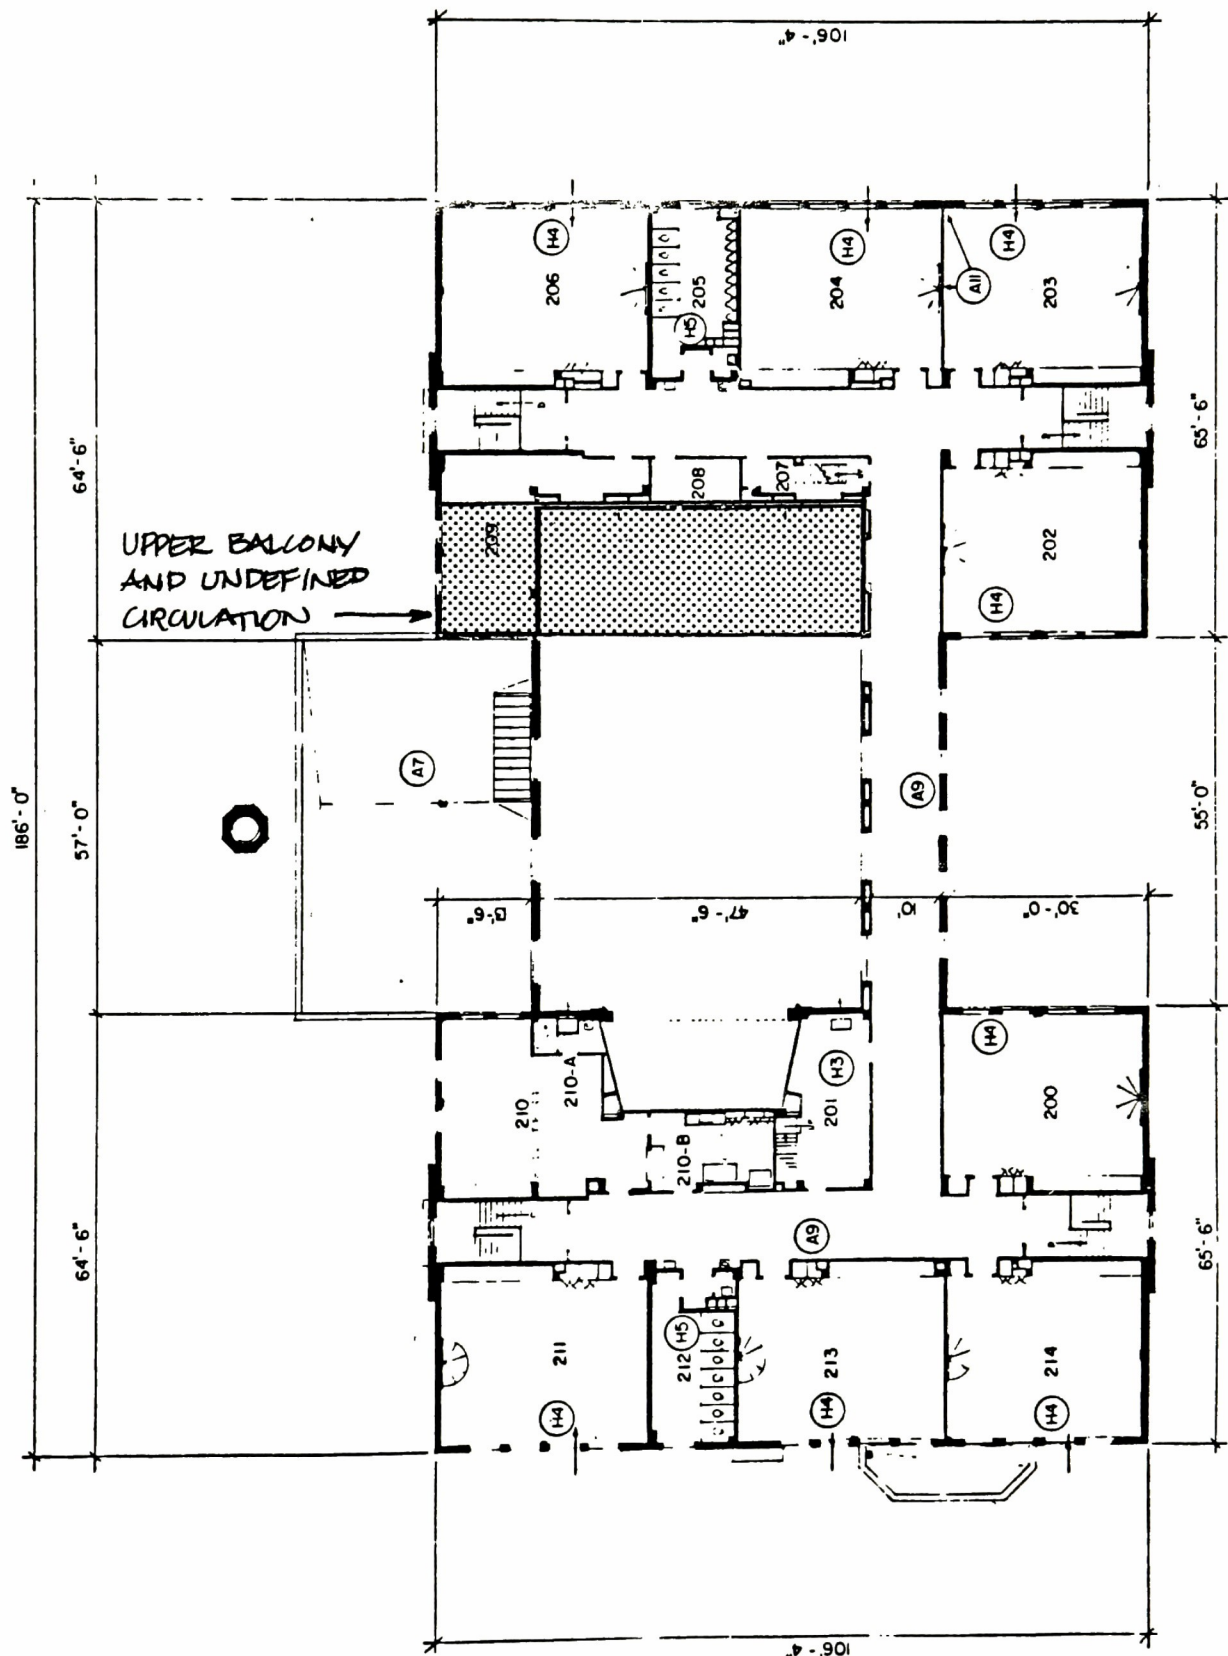 106'-4"
H4
206
H5
205
H4
204
A11
H4
203
64'-6"
65'-6"
209
208
207
202
H4
UPPER BALCONY
AND UNDEFINED
CIRCULATION
186'-0"
57'-0"
A7
A9
55'-0"
13'-6"
47'-6"
10'
30'-0"
210
210-A
210-B
201
H3
H4
200
64'-6"
A9
65'-6"
211
H4
212
H5
213
H4
214
H4
106'-4"